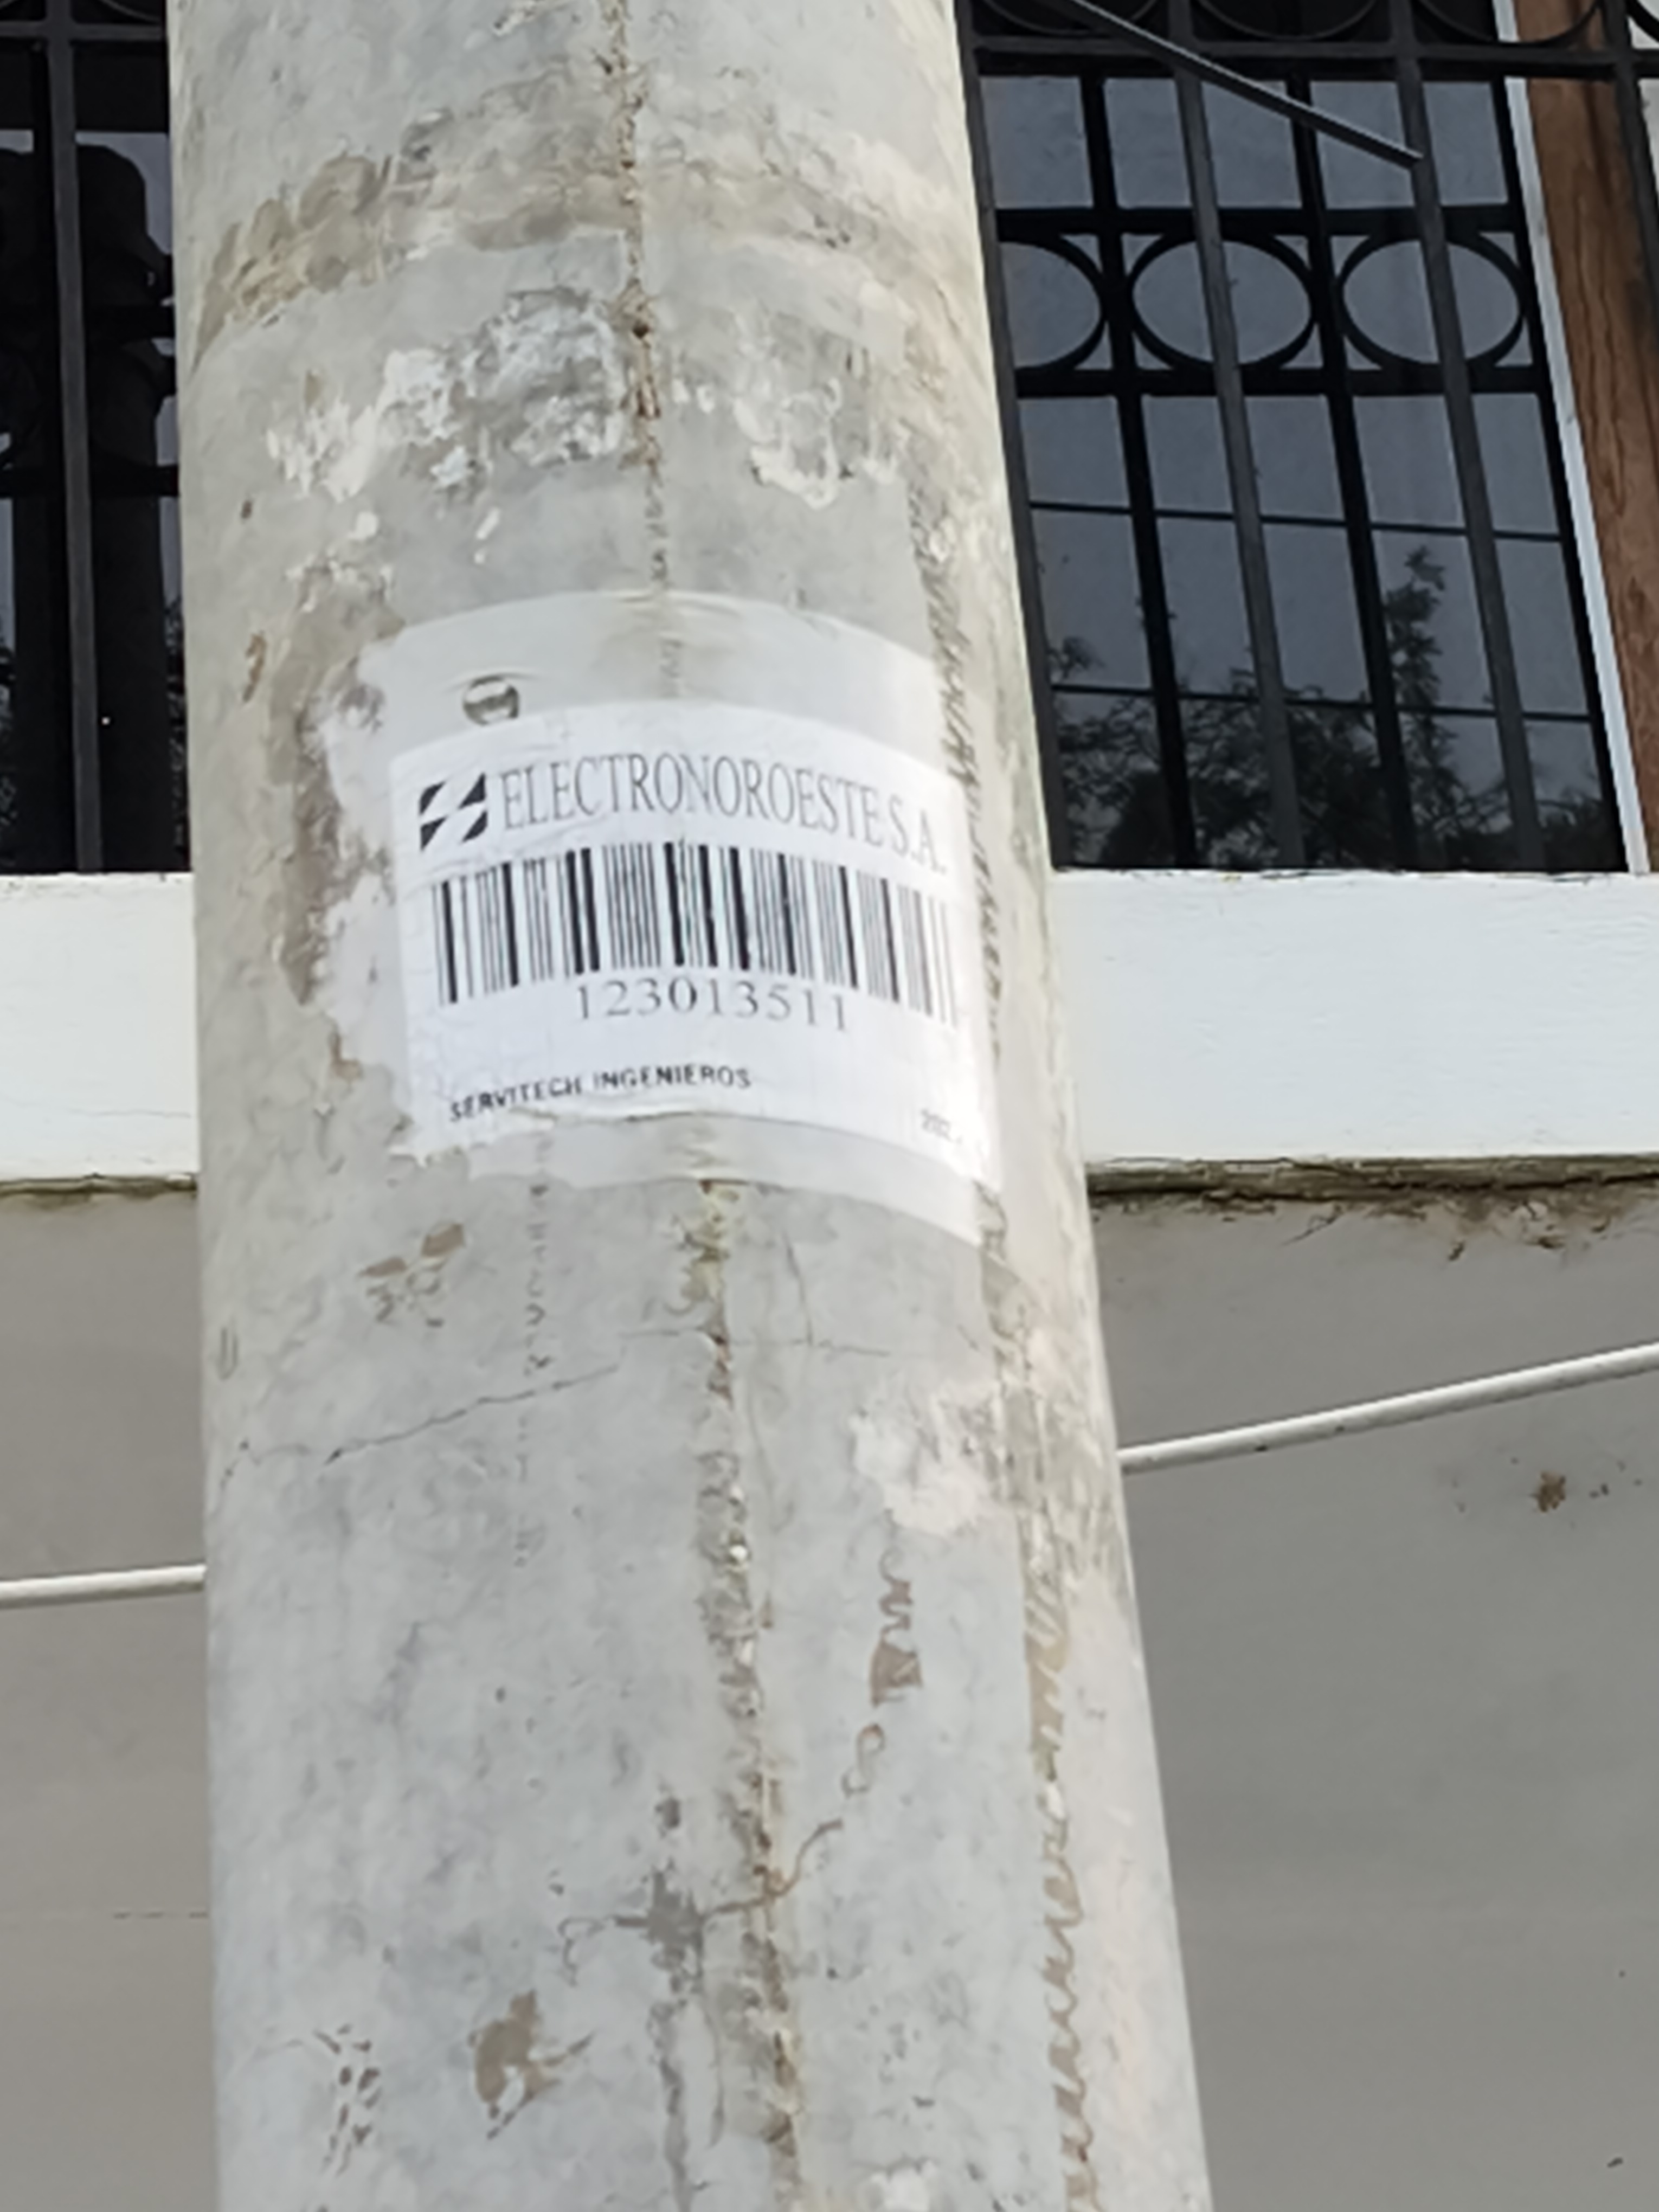 ELECTRONOROESTE S.A.
123013511
SERVITECH INGENIEROS